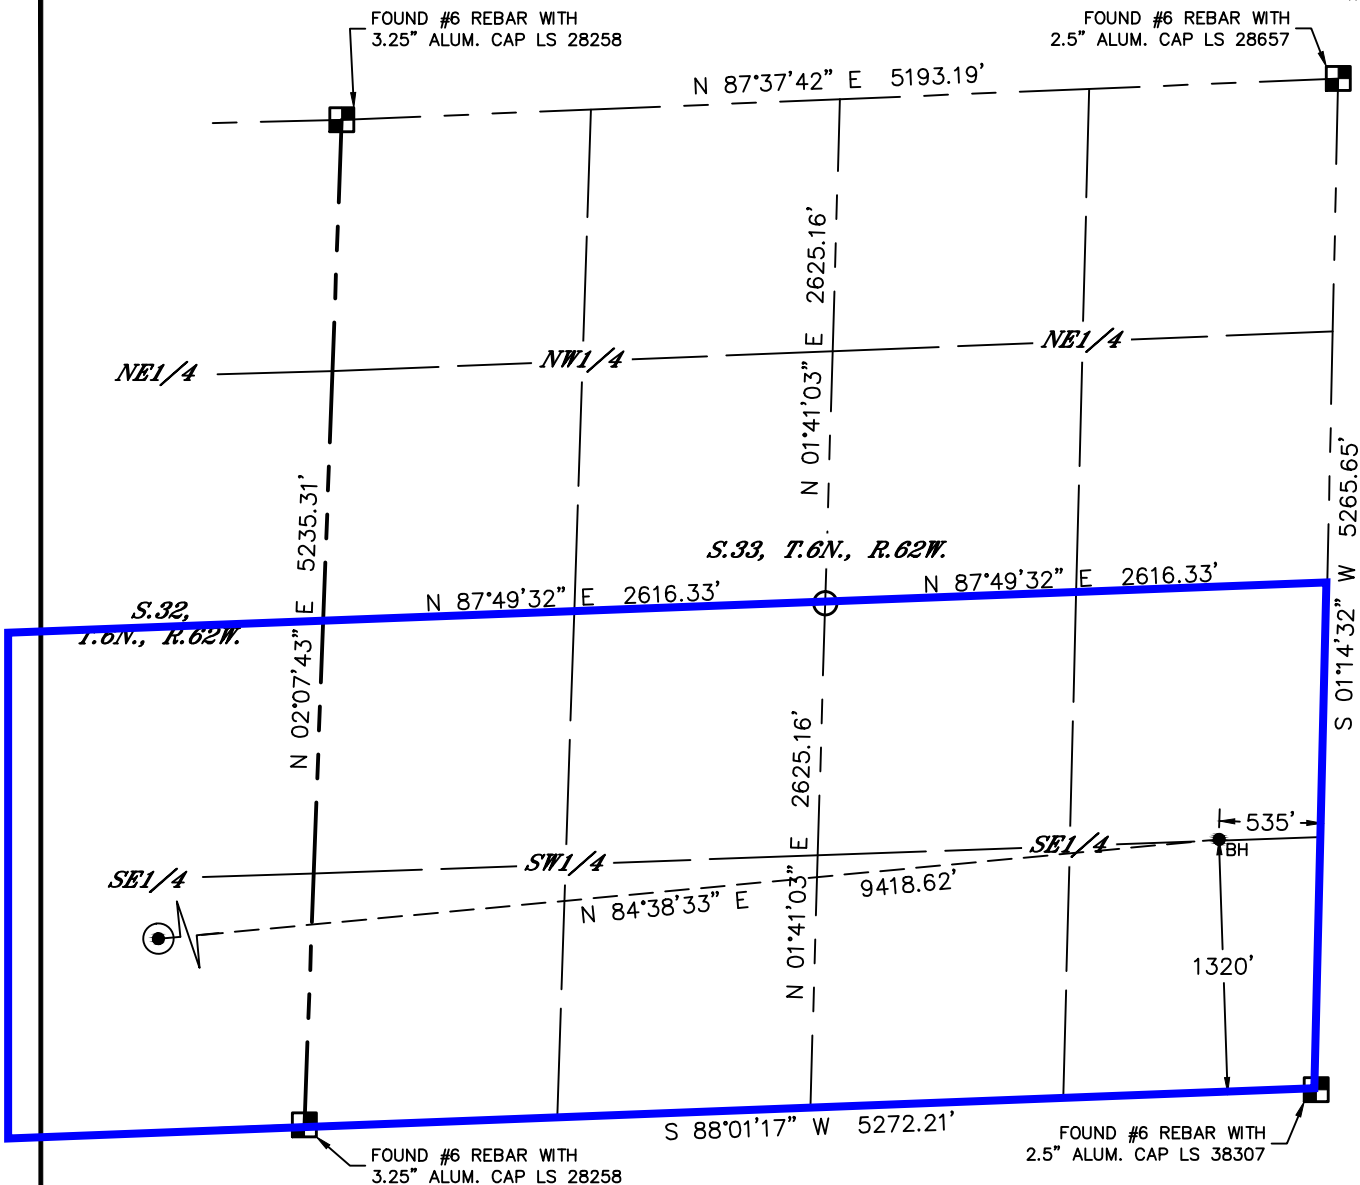 FOUND #6 REBAR WITH
3.25" ALUM. CAP LS 28258
FOUND #6 REBAR WITH
2.5" ALUM. CAP LS 28657
N 87°37'42" E 5193.19'
N 01°41'03" E 2625.16'
NE1/4
NW1/4
NE1/4
N 02°07'43" E 5235.31'
S 01°14'32" W 5265.65'
S.33, T.6N., R.62W.
N 87°49'32" E 2616.33'
N 87°49'32" E 2616.33'
S.32,
T.6N., R.62W.
N 01°41'03" E 2625.16'
535'
BH
SE1/4
SW1/4
SE1/4
N 84°38'33" E 9418.62'
1320'
S 88°01'17" W 5272.21'
FOUND #6 REBAR WITH
3.25" ALUM. CAP LS 28258
FOUND #6 REBAR WITH
2.5" ALUM. CAP LS 38307